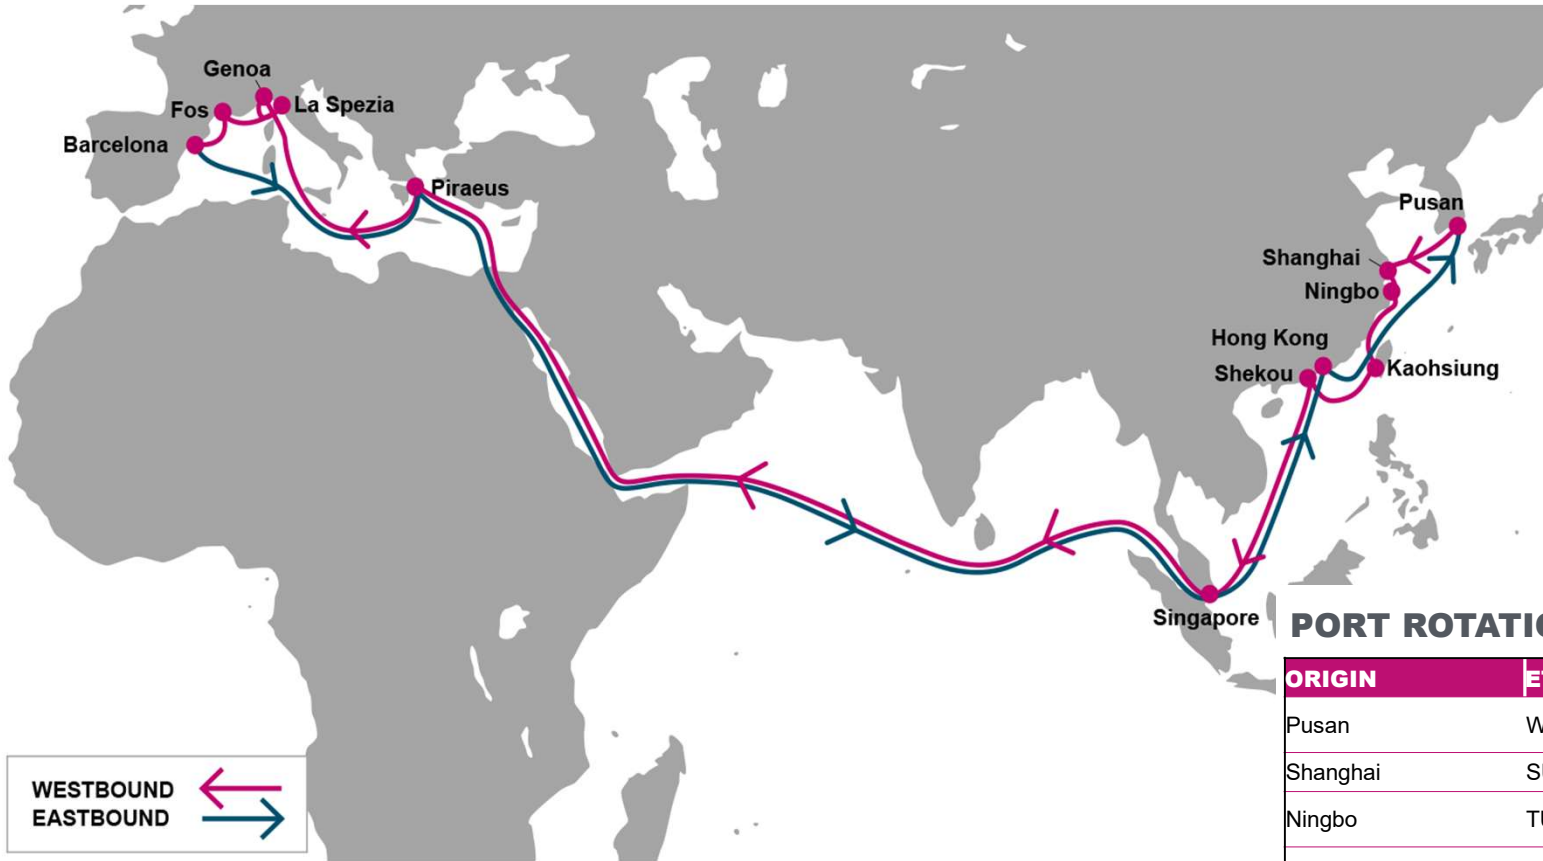 Genoa
Fos
La Spezia
Barcelona
Piraeus
Pusan
Shanghai
Ningbo
Hong Kong
Shekou
Kaohsiung
Singapore
WESTBOUND
EASTBOUND
PORT ROTATI
ORIGIN
Pusan
Shanghai
Ningbo